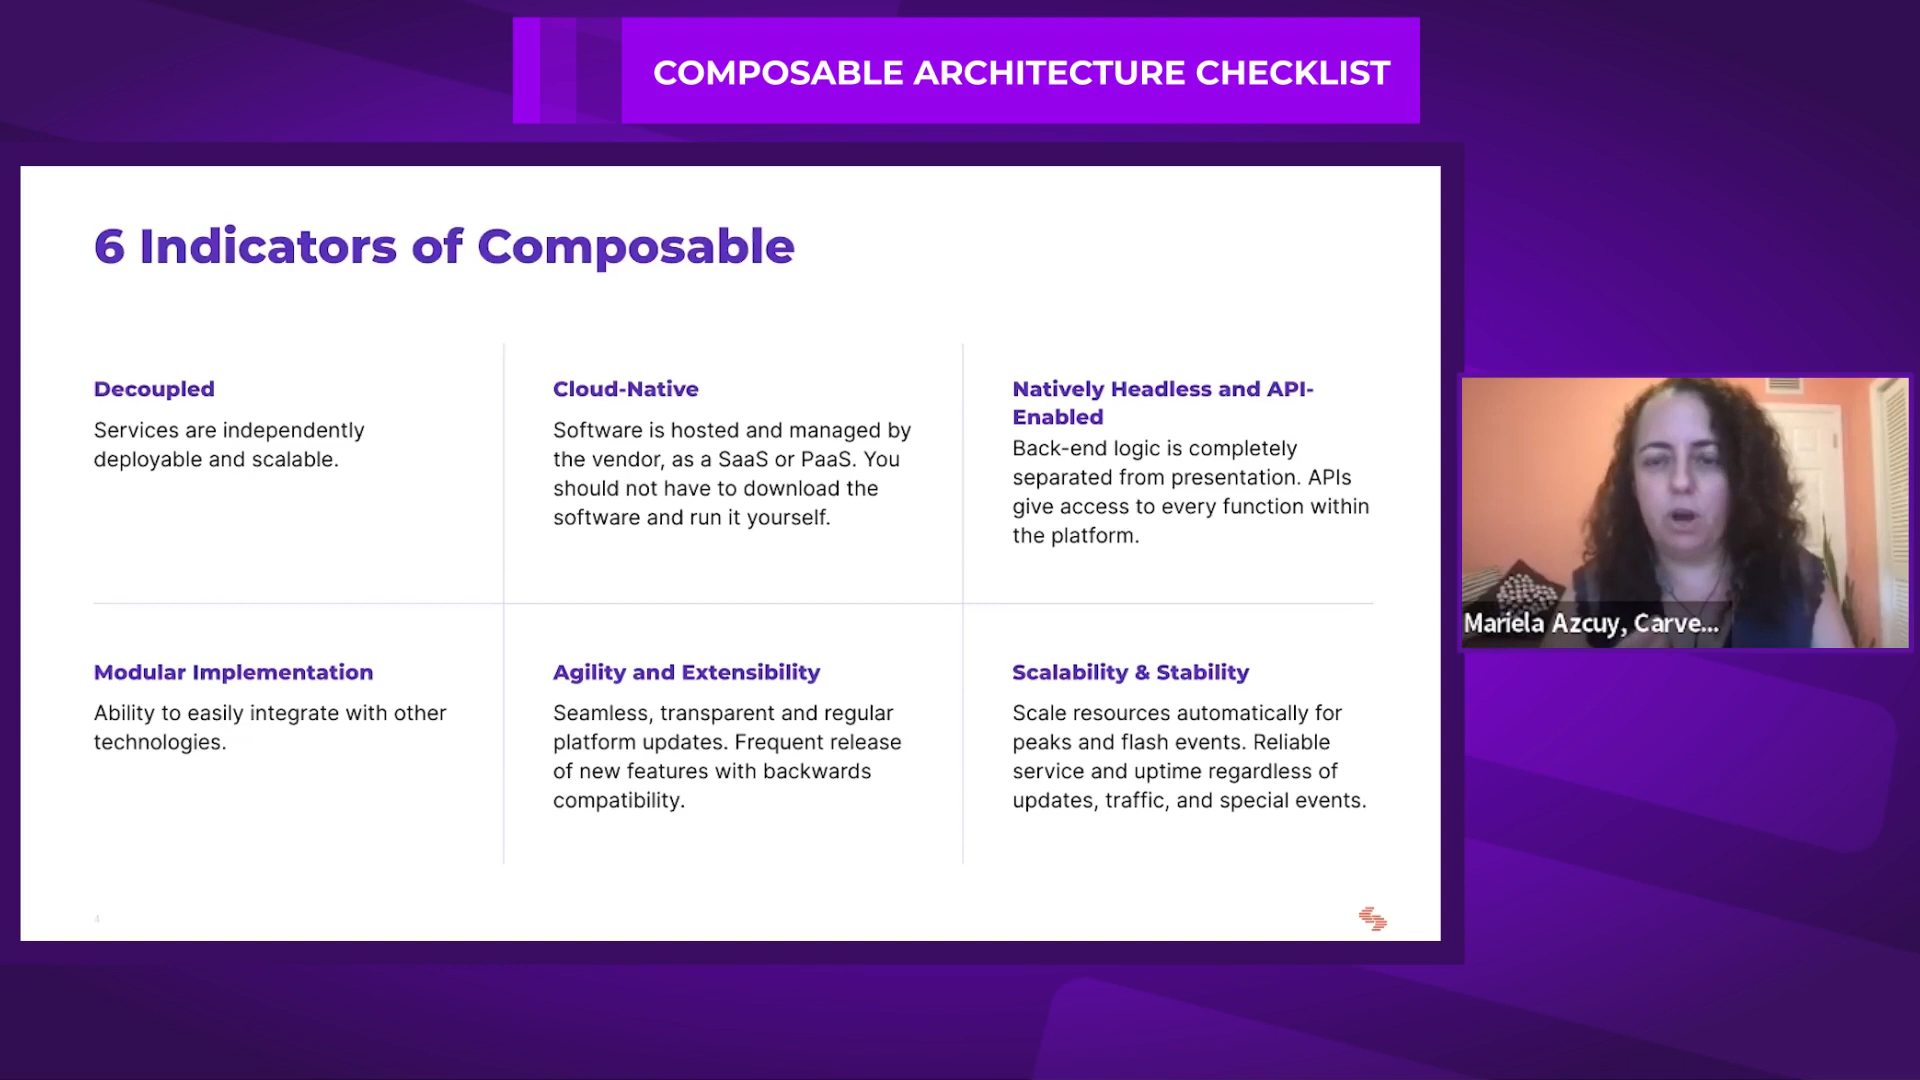 COMPOSABLE ARCHITECTURE CHECKLIST
6 Indicators of Composable
Decoupled
Services are independently
deployable and scalable.
Cloud-Native
Software is hosted and managed by
the vendor, as a SaaS or PaaS. You
should not have to download the
software and run it yourself.
Natively Headless and API-
Enabled
Back-end logic is completely
separated from presentation. APIs
give access to every function within
the platform.
Modular Implementation
Ability to easily integrate with other
technologies.
Agility and Extensibility
Seamless, transparent and regular
platform updates. Frequent release
of new features with backwards
compatibility.
Scalability & Stability
Scale resources automatically for
peaks and flash events. Reliable
service and uptime regardless of
updates, traffic, and special events.
4
Mariela Azcuy, Carve...